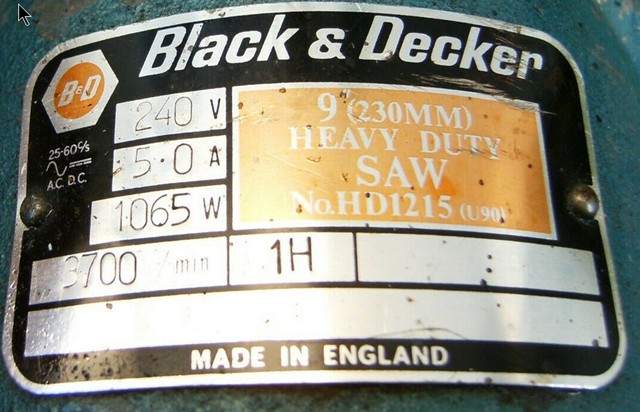 Black & Decker
B&D
240 V
9 (230MM)
HEAVY DUTY
SAW
No.HD1215 (U90)
25-60 c/s
A.C. D.C.
5·0 A
1065 W
3700 /min
1H
:
MADE IN ENGLAND